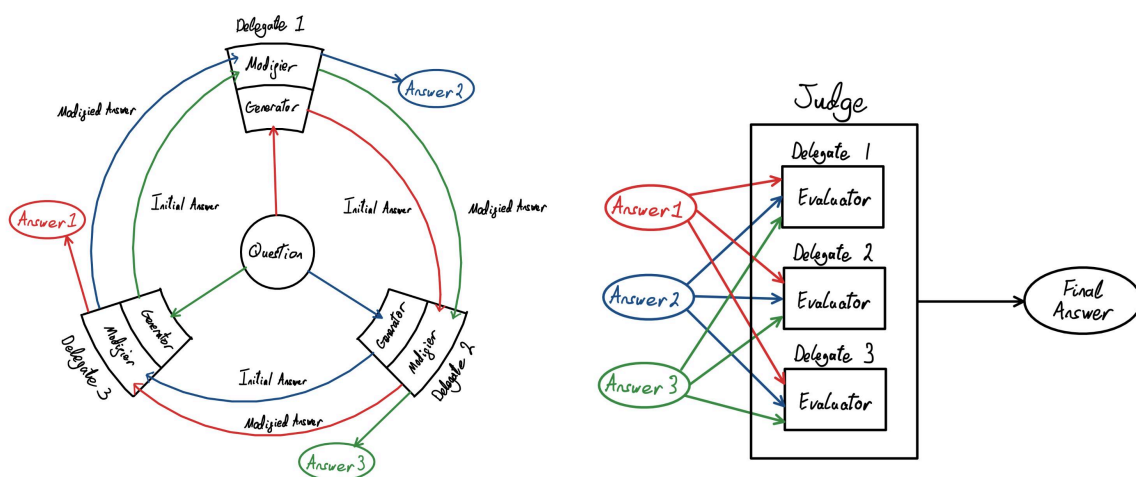 Delegate 1
Modifier
Generator
Answer 2
Modified Answer
Initial Answer
Initial Answer
Modified Answer
Answer 1
Question
Generator
Modifier
Delegate 3
Generator
Modifier
Delegate 2
Initial Answer
Modified Answer
Answer 3
Judge
Delegate 1
Evaluator
Answer 1
Delegate 2
Evaluator
Answer 2
Delegate 3
Evaluator
Answer 3
Final
Answer